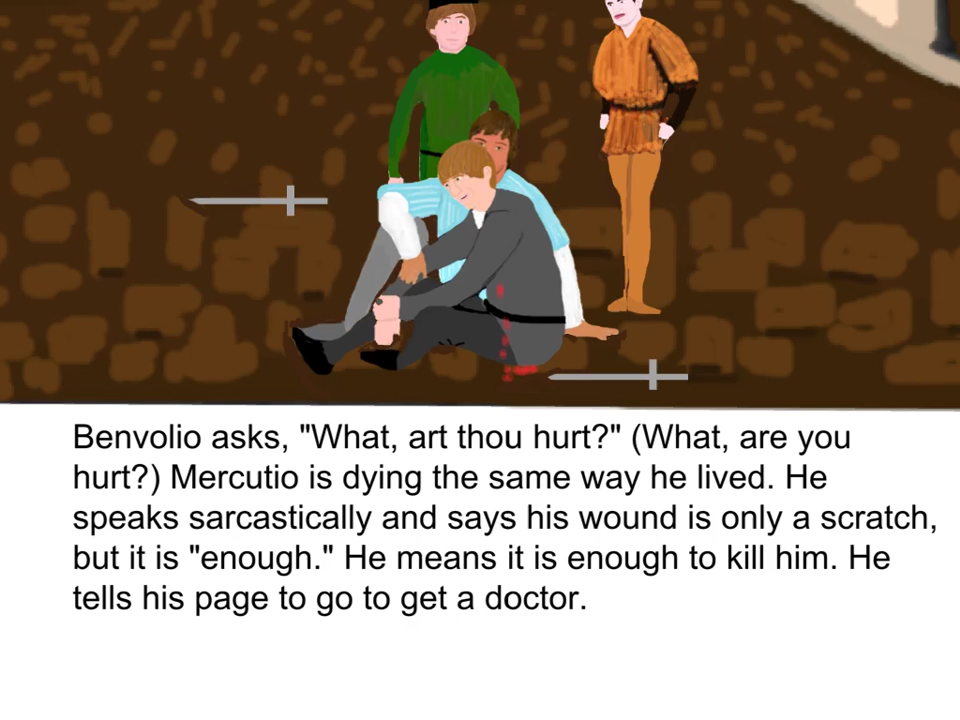 Benvolio asks, "What, art thou hurt?" (What, are you
hurt?) Mercutio is dying the same way he lived. He
speaks sarcastically and says his wound is only a scratch,
but it is "enough." He means it is enough to kill him. He
tells his page to go to get a doctor.